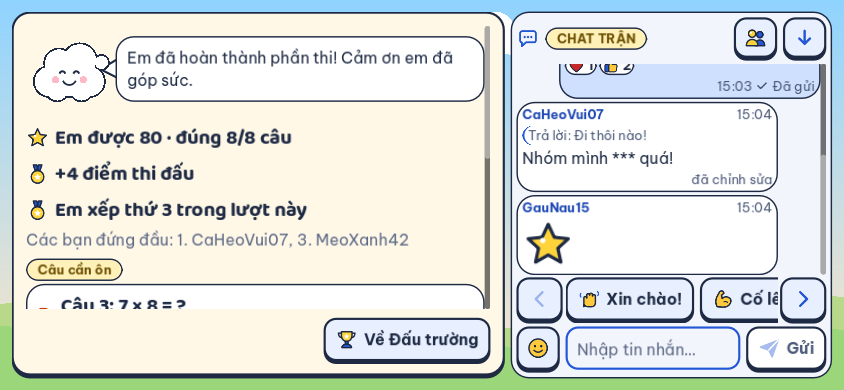 Em đã hoàn thành phần thi! Cảm ơn em đã
góp sức.
Em được 80 · đúng 8/8 câu
+4 điểm thi đấu
Em xếp thứ 3 trong lượt này
Các bạn đứng đầu: 1. CaHeoVui07, 3. MeoXanh42
Câu cần ôn
Câu 3: 7 x 8 = ?
Về Đấu trường
CHAT TRẬN
1 2
15:03 ✓ Đã gửi
CaHeoVui07 15:04
Trả lời: Đi thôi nào!
Nhóm mình *** quá!
đã chỉnh sửa
GauNau15 15:04
Xin chào! Cố lê
Nhập tin nhắn... Gửi